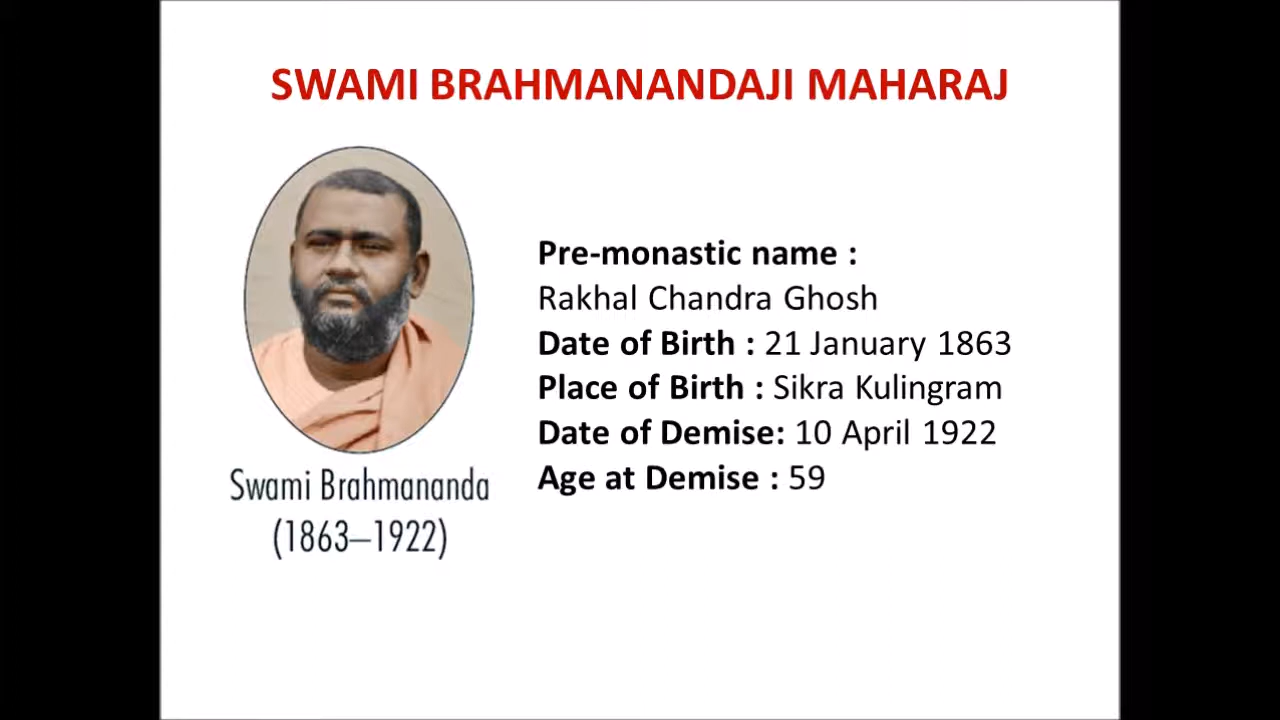 SWAMI BRAHMANANDAJI MAHARAJ
Pre-monastic name :
Rakhal Chandra Ghosh
Date of Birth : 21 January 1863
Place of Birth : Sikra Kulingram
Date of Demise: 10 April 1922
Age at Demise : 59
Swami Brahmananda
(1863–1922)